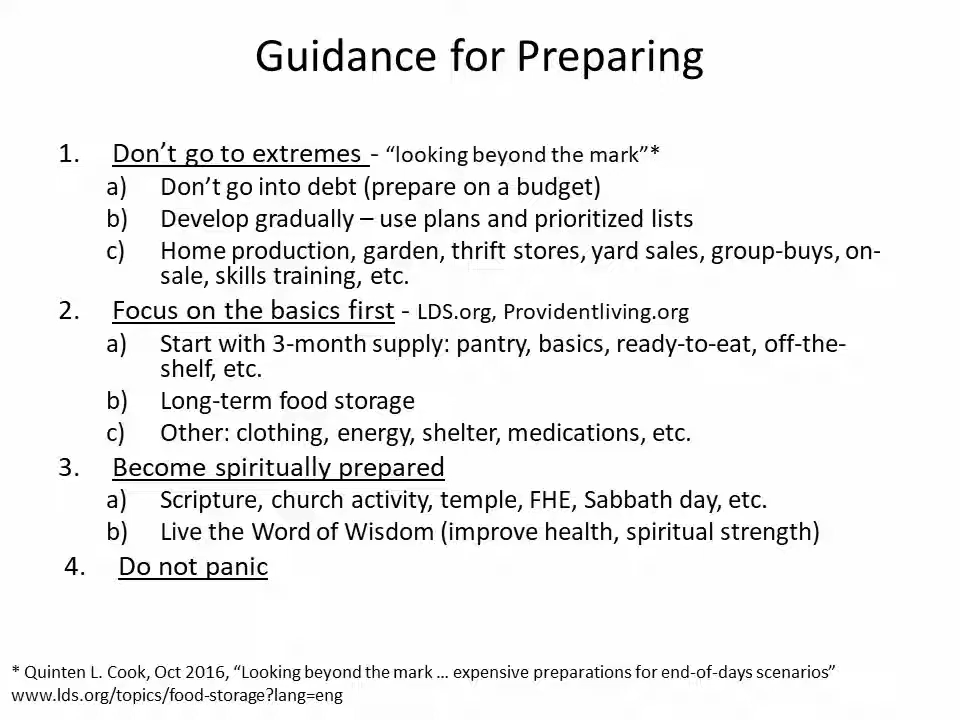 Guidance for Preparing
1. Don’t go to extremes - “looking beyond the mark”*
a) Don’t go into debt (prepare on a budget)
b) Develop gradually – use plans and prioritized lists
c) Home production, garden, thrift stores, yard sales, group-buys, on-
sale, skills training, etc.
2. Focus on the basics first - LDS.org, Providentliving.org
a) Start with 3-month supply: pantry, basics, ready-to-eat, off-the-
shelf, etc.
b) Long-term food storage
c) Other: clothing, energy, shelter, medications, etc.
3. Become spiritually prepared
a) Scripture, church activity, temple, FHE, Sabbath day, etc.
b) Live the Word of Wisdom (improve health, spiritual strength)
4. Do not panic
* Quinten L. Cook, Oct 2016, “Looking beyond the mark … expensive preparations for end-of-days scenarios”
www.lds.org/topics/food-storage?lang=eng